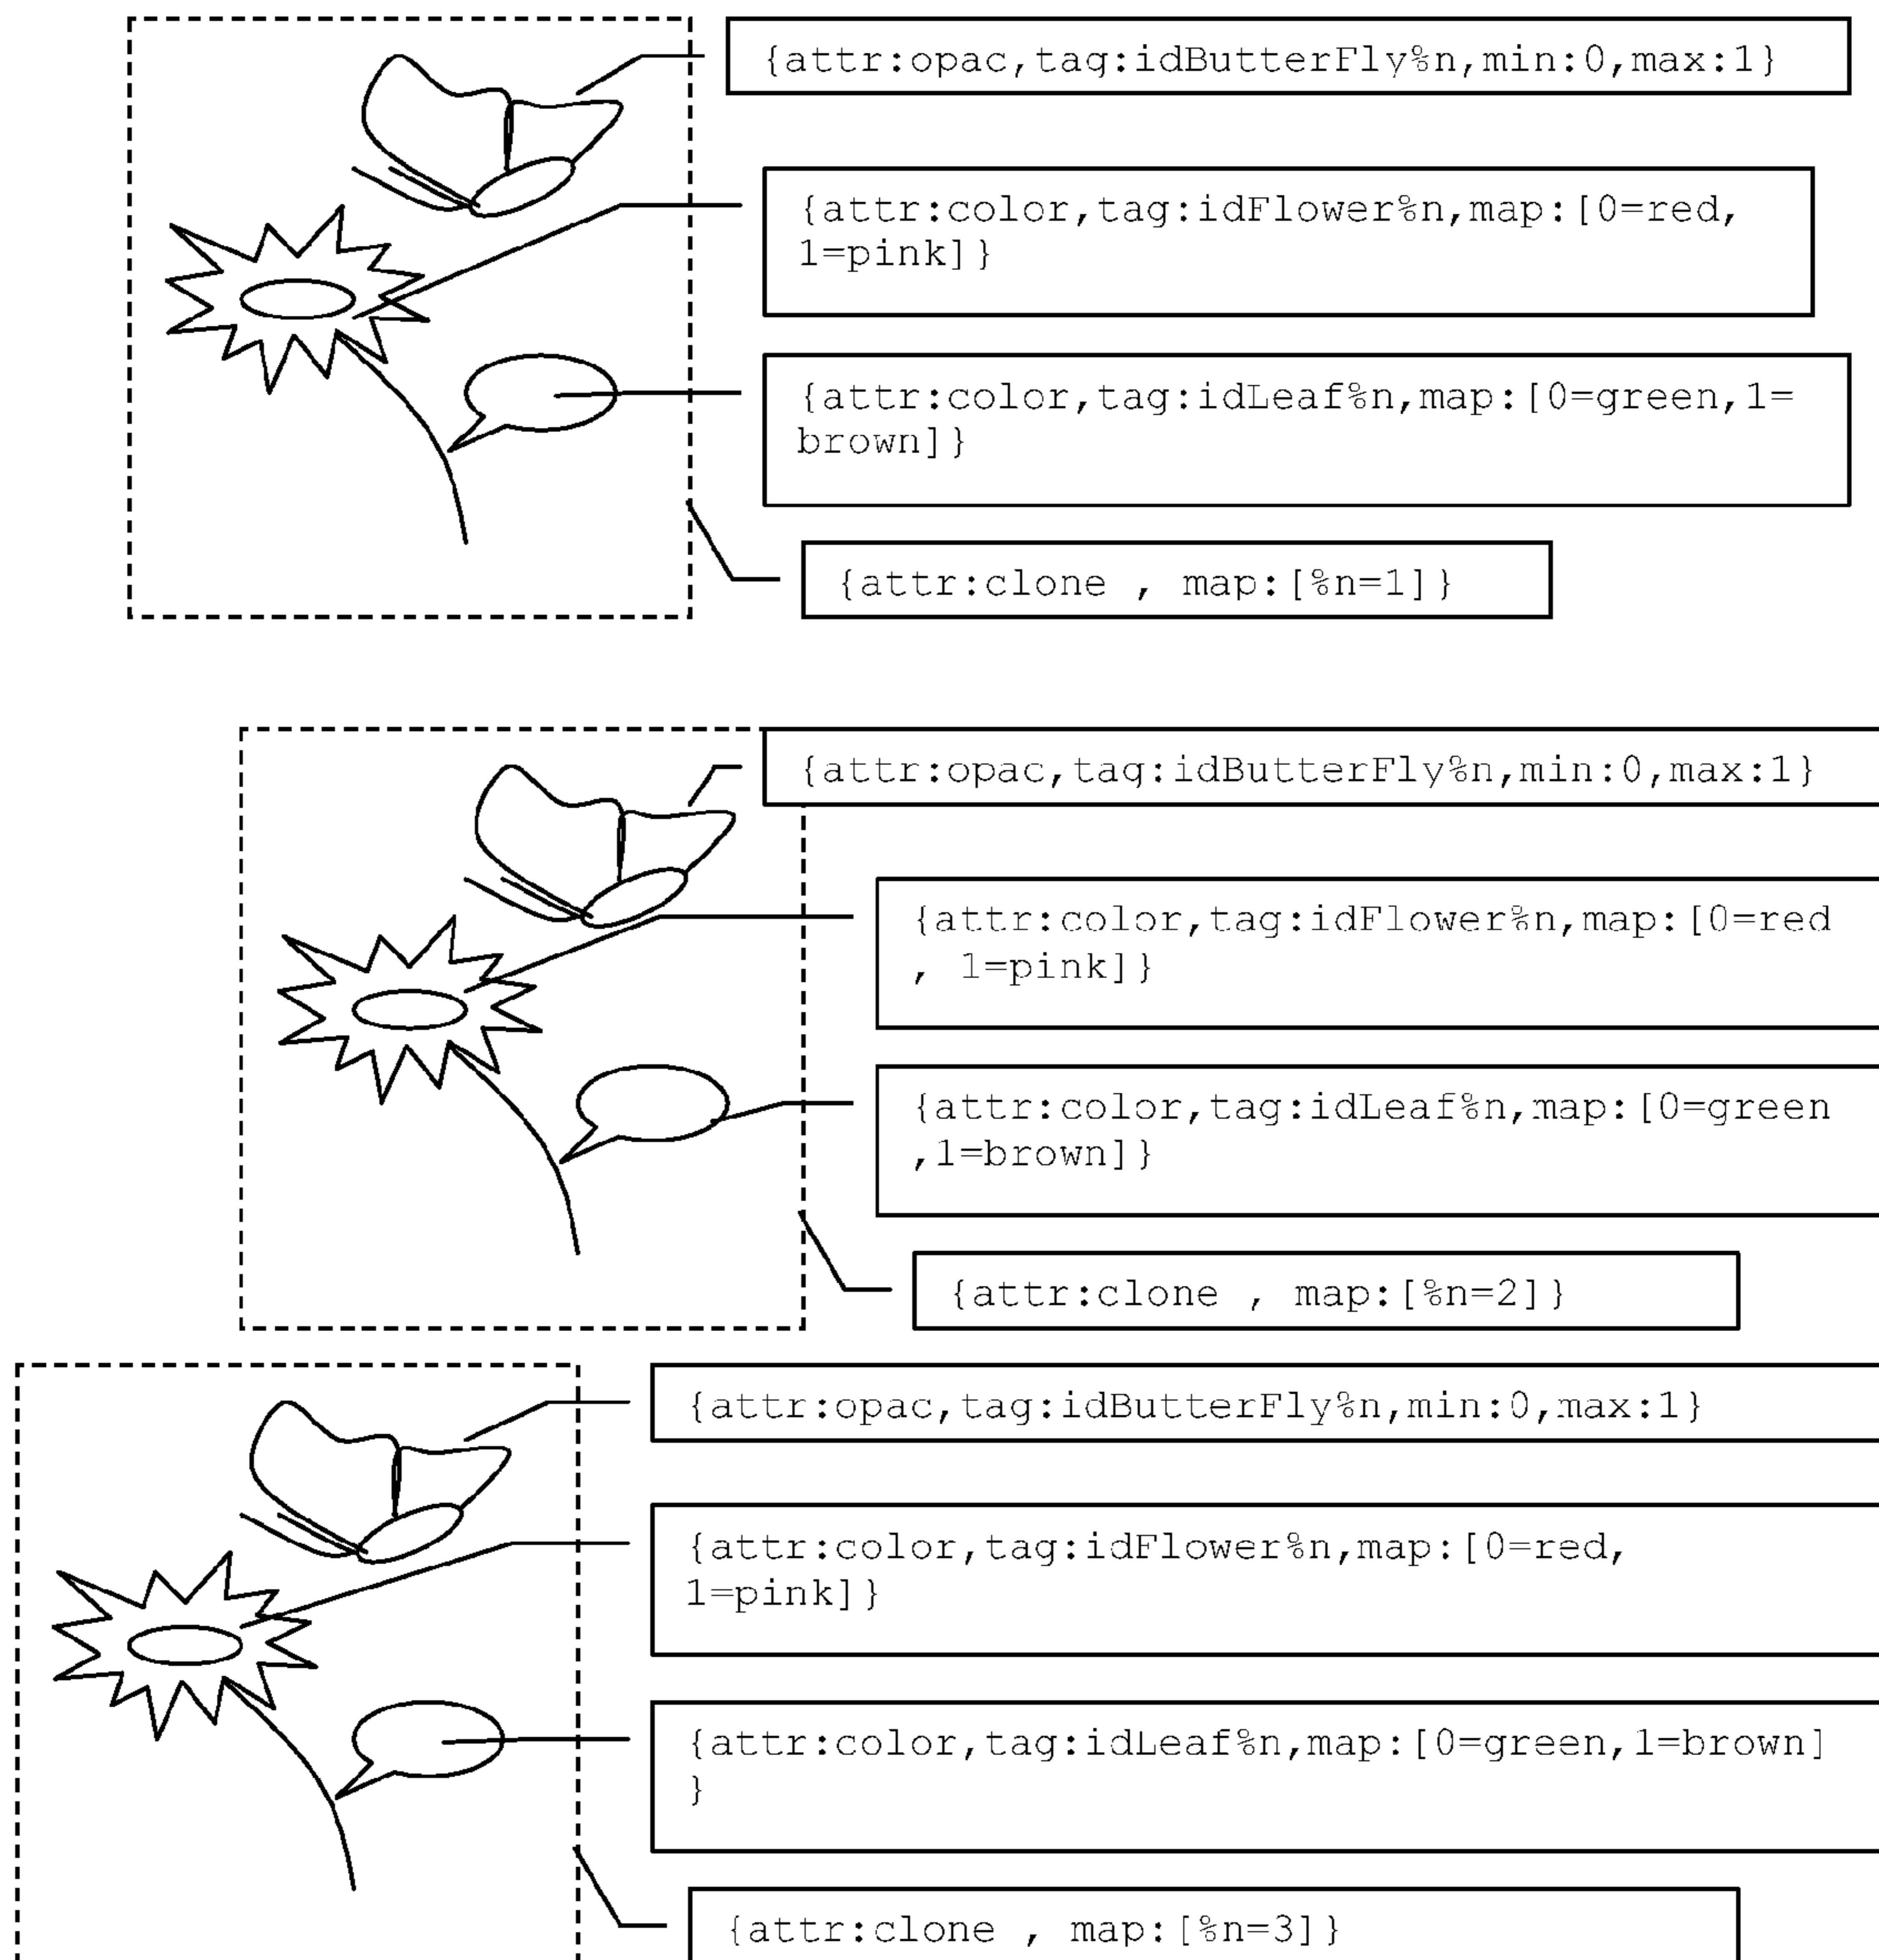 {attr:opac,tag:idButterFly%n,min:0,max:1}
{attr:color,tag:idFlower%n,map:[0=red,
1=pink]}
{attr:color,tag:idLeaf%n,map:[0=green,1=
brown]}
{attr:clone , map:[%n=1]}
{attr:opac,tag:idButterFly%n,min:0,max:1}
{attr:color,tag:idFlower%n,map:[0=red
, 1=pink]}
{attr:color,tag:idLeaf%n,map:[0=green
,1=brown]}
{attr:clone , map:[%n=2]}
{attr:opac,tag:idButterFly%n,min:0,max:1}
{attr:color,tag:idFlower%n,map:[0=red,
1=pink]}
{attr:color,tag:idLeaf%n,map:[0=green,1=brown]
}
{attr:clone , map:[%n=3]}